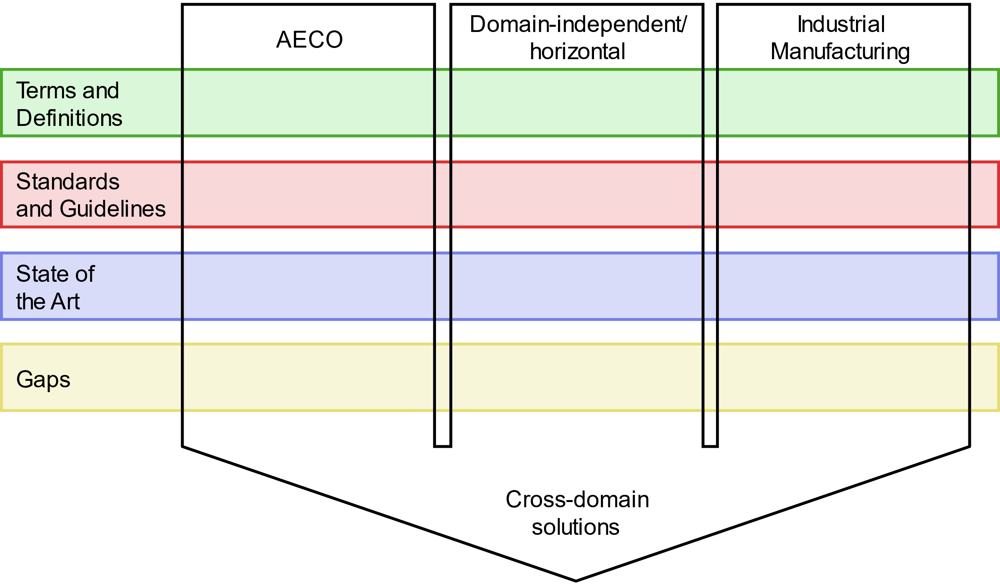 AECO
Domain-independent/
horizontal
Industrial
Manufacturing
Terms and
Definitions
Standards
and Guidelines
State of
the Art
Gaps
Cross-domain
solutions